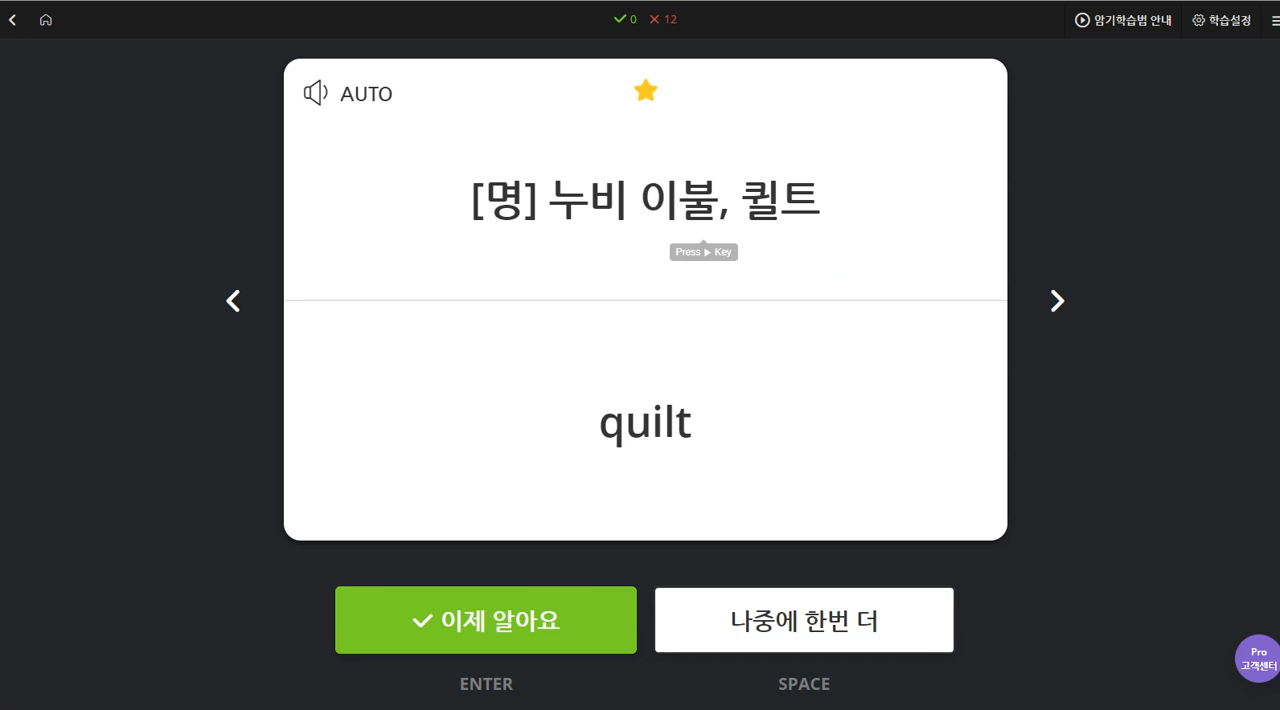 0 12 암기학습법 안내 학습설정
AUTO
[명] 누비 이불, 퀼트
Press ▶ Key
quilt
이제 알아요 나중에 한번 더
ENTER SPACE
Pro
고객센터